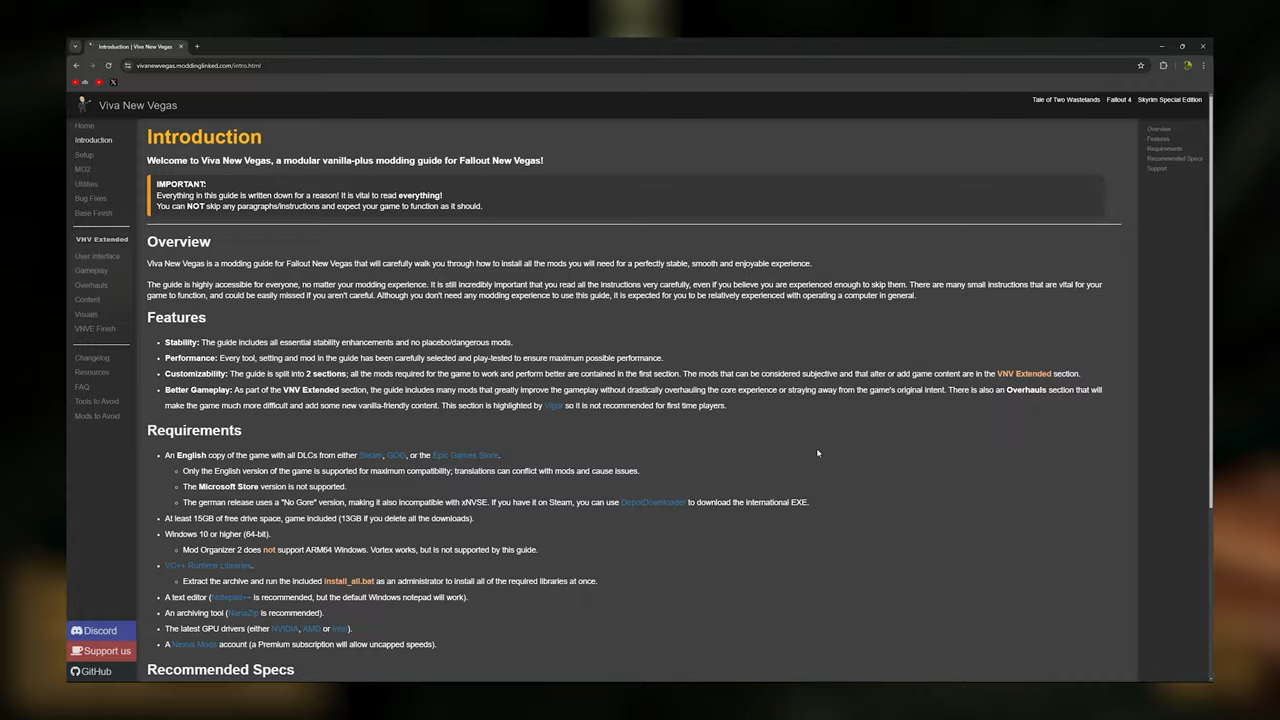 Introduction | Viva New Vegas
vivanewvegas.moddinglinked.com/intro.html
db
Viva New Vegas
Tale of Two Wastelands Fallout 4 Skyrim Special Edition
Home
Introduction
Setup
MO2
Utilities
Bug Fixes
Base Finish
VNV Extended
User Interface
Gameplay
Overhauls
Content
Visuals
VNVE Finish
Changelog
Resources
FAQ
Tools to Avoid
Mods to Avoid
Discord
Support us
GitHub
Introduction
Welcome to Viva New Vegas, a modular vanilla-plus modding guide for Fallout New Vegas!
IMPORTANT:
Everything in this guide is written down for a reason! It is vital to read everything!
You can NOT skip any paragraphs/instructions and expect your game to function as it should.
Overview
Viva New Vegas is a modding guide for Fallout New Vegas that will carefully walk you through how to install all the mods you will need for a perfectly stable, smooth and enjoyable experience.
The guide is highly accessible for everyone, no matter your modding experience. It is still incredibly important that you read all the instructions very carefully, even if you believe you are experienced enough to skip them. There are many small instructions that are vital for your
game to function, and could be easily missed if you aren't careful. Although you don't need any modding experience to use this guide, it is expected for you to be relatively experienced with operating a computer in general.
Features
• Stability: The guide includes all essential stability enhancements and no placebo/dangerous mods.
• Performance: Every tool, setting and mod in the guide has been carefully selected and play-tested to ensure maximum possible performance.
• Customizability: The guide is split into 2 sections; all the mods required for the game to work and perform better are contained in the first section. The mods that can be considered subjective and that alter or add game content are in the VNV Extended section.
• Better Gameplay: As part of the VNV Extended section, the guide includes many mods that greatly improve the gameplay without drastically overhauling the core experience or straying away from the game's original intent. There is also an Overhauls section that will
make the game much more difficult and add some new vanilla-friendly content. This section is highlighted by Vigor so it is not recommended for first time players.
Requirements
• An English copy of the game with all DLCs from either Steam, GOG, or the Epic Games Store.
Only the English version of the game is supported for maximum compatibility; translations can conflict with mods and cause issues.
The Microsoft Store version is not supported.
The german release uses a "No Gore" version, making it also incompatible with xNVSE. If you have it on Steam, you can use DepotDownloader to download the international EXE.
• At least 15GB of free drive space, game included (13GB if you delete all the downloads).
• Windows 10 or higher (64-bit).
Mod Organizer 2 does not support ARM64 Windows. Vortex works, but is not supported by this guide.
• VC++ Runtime Libraries.
Extract the archive and run the included install_all.bat as an administrator to install all of the required libraries at once.
• A text editor (Notepad++ is recommended, but the default Windows notepad will work).
• An archiving tool (NanaZip is recommended).
• The latest GPU drivers (either NVIDIA, AMD or Intel).
• A Nexus Mods account (a Premium subscription will allow uncapped speeds).
Recommended Specs
Overview
Features
Requirements
Recommended Specs
Support